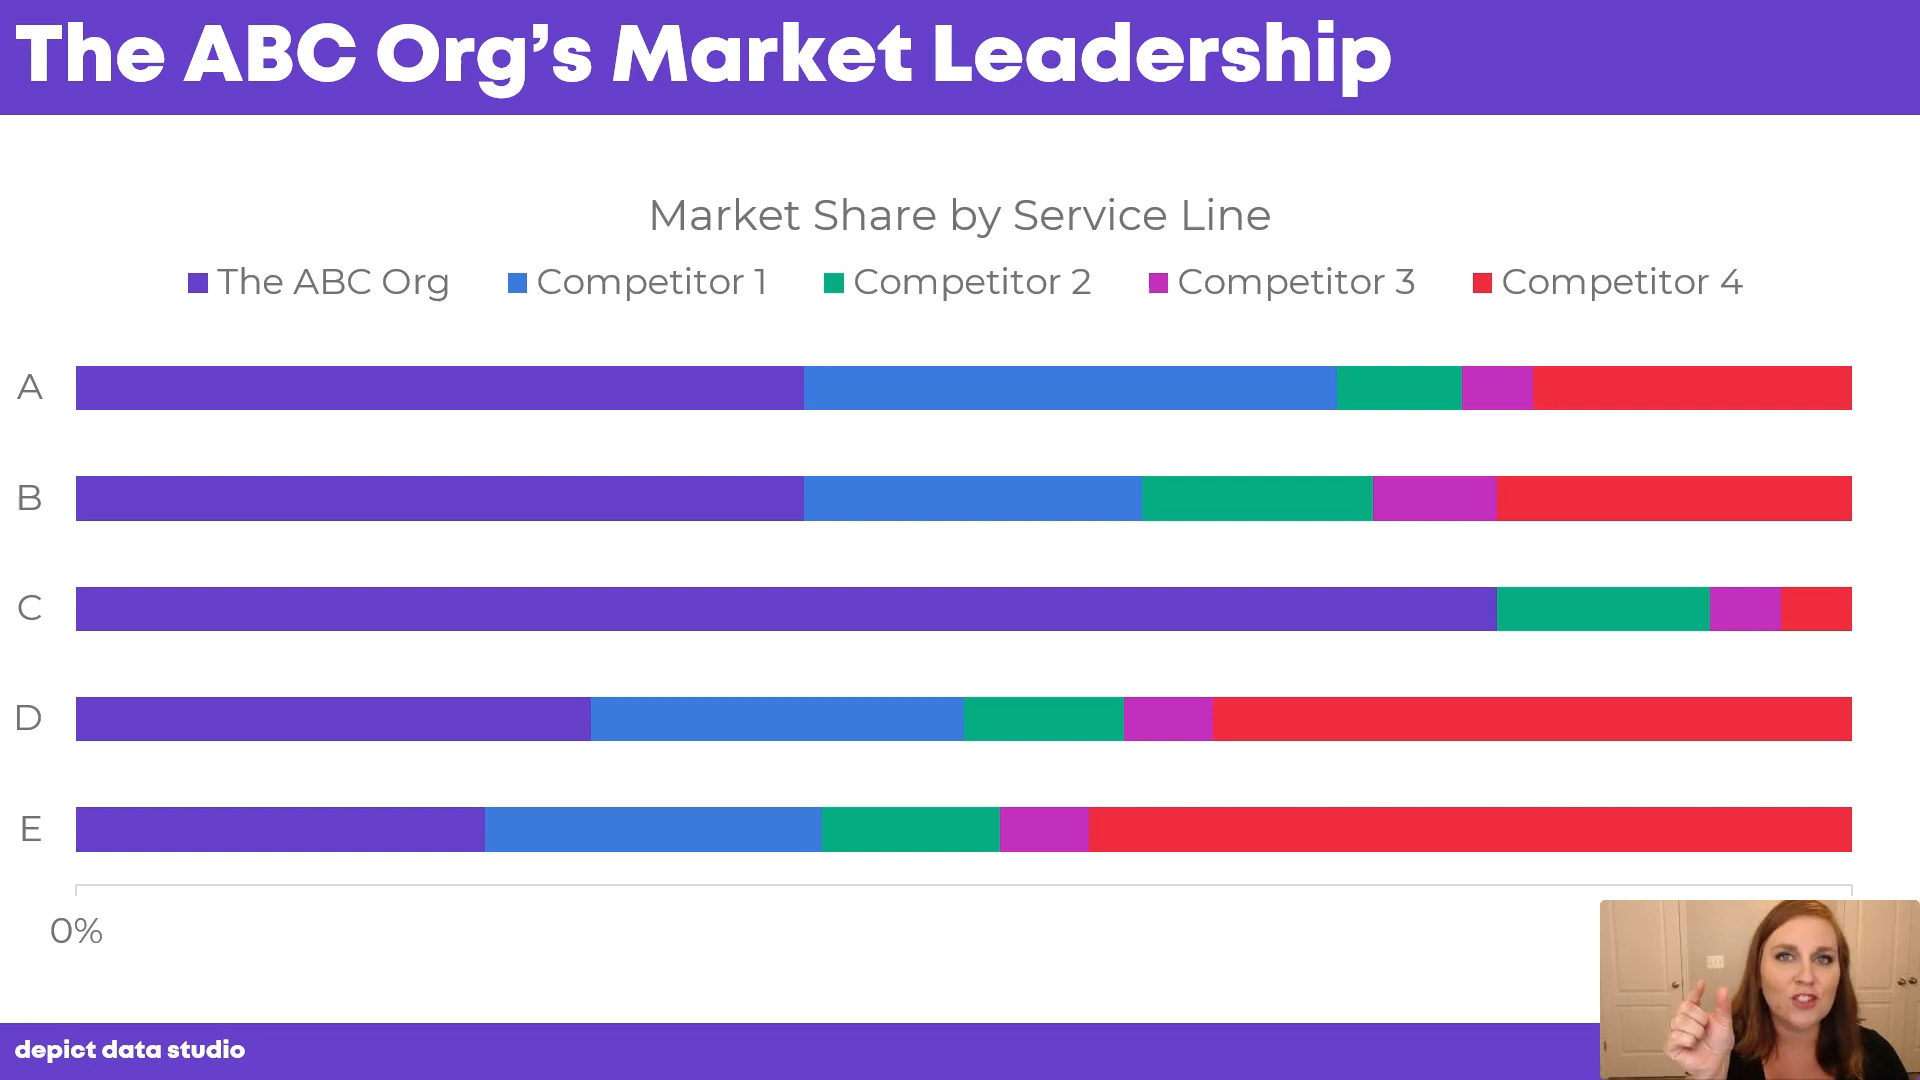 The ABC Org’s Market Leadership
Market Share by Service Line
The ABC Org Competitor 1 Competitor 2 Competitor 3 Competitor 4
A
B
C
D
E
0%
depict data studio